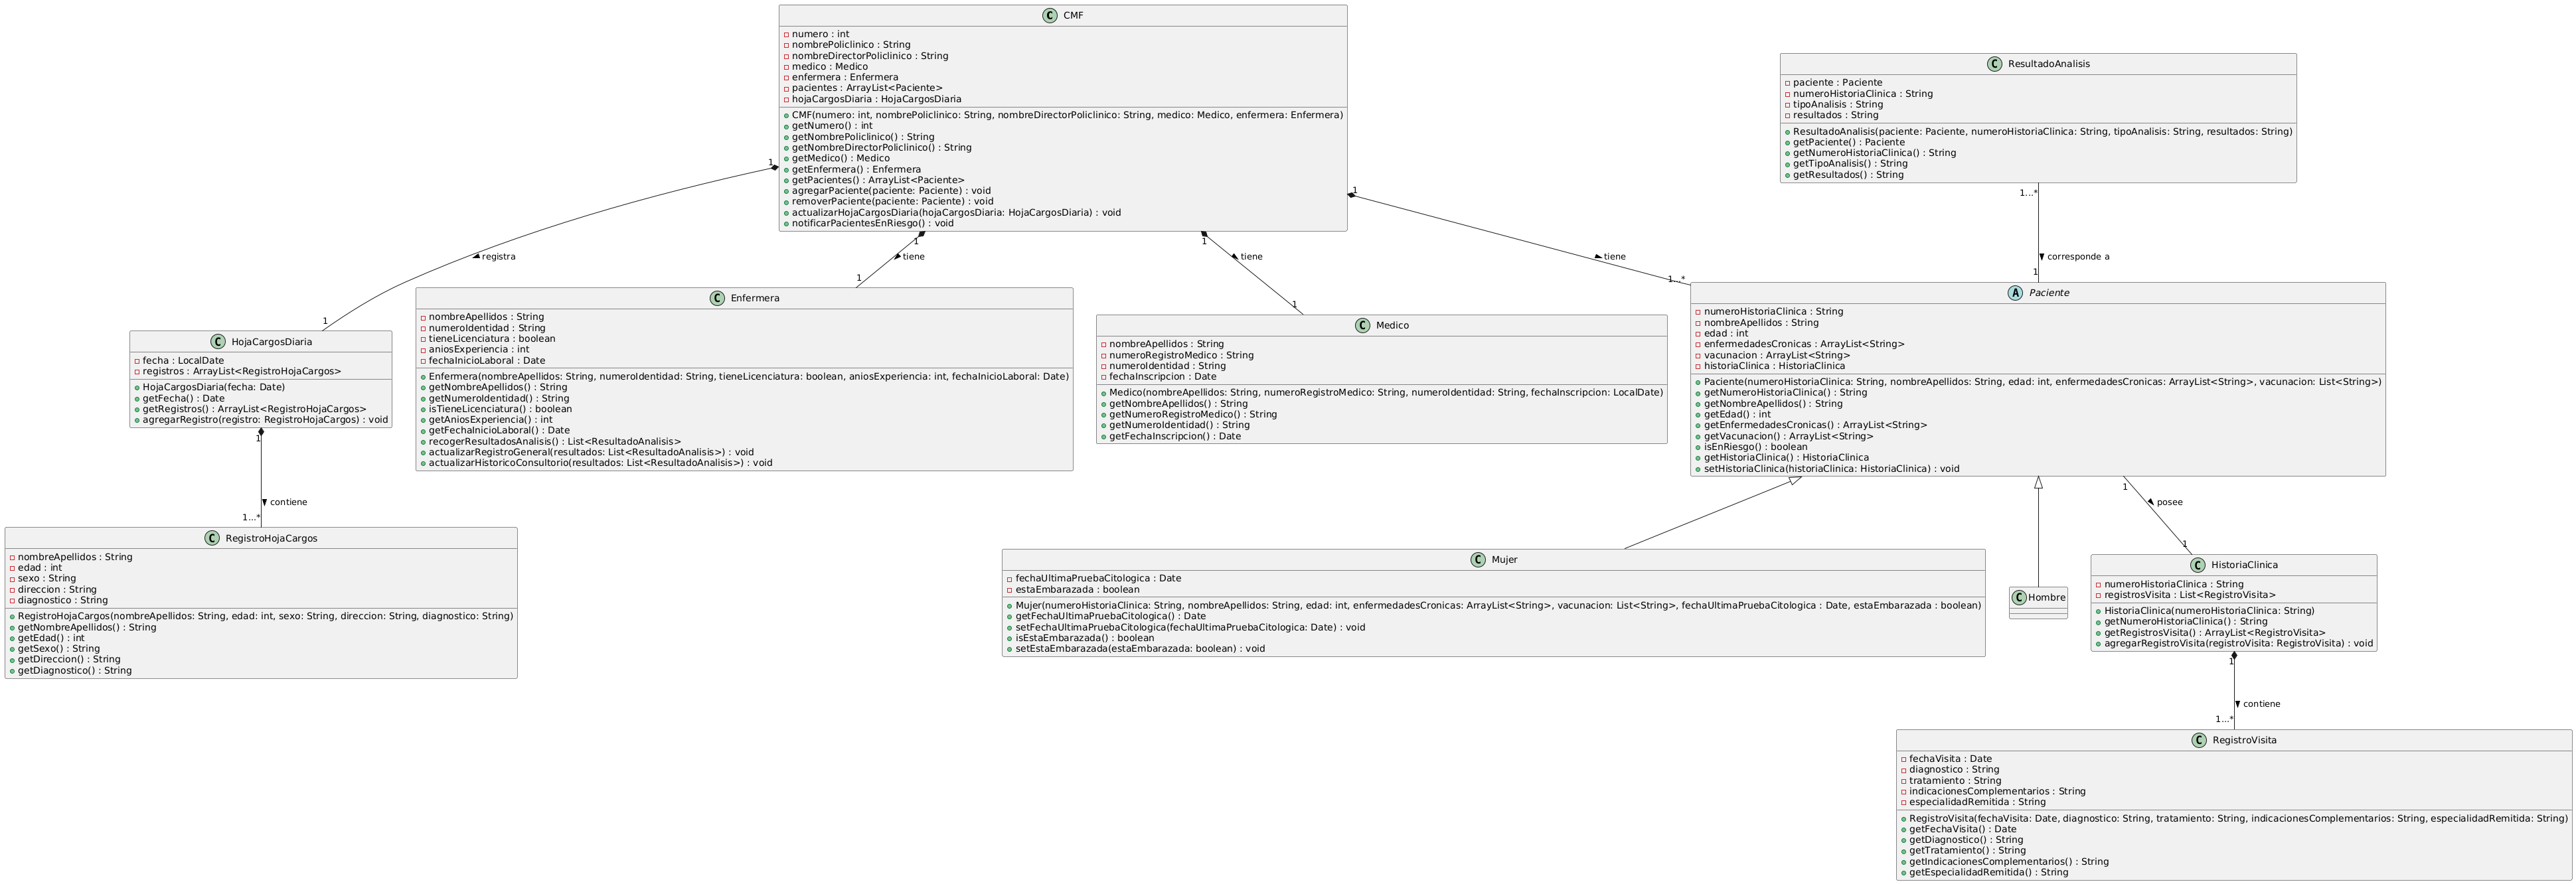 C CMF
numero : int
nombrePoliclinico : String
nombreDirectorPoliclinico : String
medico : Medico
enfermera : Enfermera
pacientes : ArrayList<Paciente>
hojaCargosDiaria : HojaCargosDiaria
CMF(numero: int, nombrePoliclinico: String, nombreDirectorPoliclinico: String, medico: Medico, enfermera: Enfermera)
getNumero() : int
getNombrePoliclinico() : String
getNombreDirectorPoliclinico() : String
getMedico() : Medico
getEnfermera() : Enfermera
getPacientes() : ArrayList<Paciente>
agregarPaciente(paciente: Paciente) : void
removerPaciente(paciente: Paciente) : void
actualizarHojaCargosDiaria(hojaCargosDiaria: HojaCargosDiaria) : void
notificarPacientesEnRiesgo() : void
C ResultadoAnalisis
paciente : Paciente
numeroHistoriaClinica : String
tipoAnalisis : String
resultados : String
ResultadoAnalisis(paciente: Paciente, numeroHistoriaClinica: String, tipoAnalisis: String, resultados: String)
getPaciente() : Paciente
getNumeroHistoriaClinica() : String
getTipoAnalisis() : String
getResultados() : String
1
registra
1
1
tiene
1
1
tiene
1
1
tiene
1...*
1...*
corresponde a
1
C HojaCargosDiaria
fecha : LocalDate
registros : ArrayList<RegistroHojaCargos>
HojaCargosDiaria(fecha: Date)
getFecha() : Date
getRegistros() : ArrayList<RegistroHojaCargos>
agregarRegistro(registro: RegistroHojaCargos) : void
C Enfermera
nombreApellidos : String
numeroIdentidad : String
tieneLicenciatura : boolean
aniosExperiencia : int
fechaInicioLaboral : Date
Enfermera(nombreApellidos: String, numeroIdentidad: String, tieneLicenciatura: boolean, aniosExperiencia: int, fechaInicioLaboral: Date)
getNombreApellidos() : String
getNumeroIdentidad() : String
isTieneLicenciatura() : boolean
getAniosExperiencia() : int
getFechaInicioLaboral() : Date
recogerResultadosAnalisis() : List<ResultadoAnalisis>
actualizarRegistroGeneral(resultados: List<ResultadoAnalisis>) : void
actualizarHistoricoConsultorio(resultados: List<ResultadoAnalisis>) : void
C Medico
nombreApellidos : String
numeroRegistroMedico : String
numeroIdentidad : String
fechaInscripcion : Date
Medico(nombreApellidos: String, numeroRegistroMedico: String, numeroIdentidad: String, fechaInscripcion: LocalDate)
getNombreApellidos() : String
getNumeroRegistroMedico() : String
getNumeroIdentidad() : String
getFechaInscripcion() : Date
A Paciente
numeroHistoriaClinica : String
nombreApellidos : String
edad : int
enfermedadesCronicas : ArrayList<String>
vacunacion : ArrayList<String>
historiaClinica : HistoriaClinica
Paciente(numeroHistoriaClinica: String, nombreApellidos: String, edad: int, enfermedadesCronicas: ArrayList<String>, vacunacion: List<String>)
getNumeroHistoriaClinica() : String
getNombreApellidos() : String
getEdad() : int
getEnfermedadesCronicas() : ArrayList<String>
getVacunacion() : ArrayList<String>
isEnRiesgo() : boolean
getHistoriaClinica() : HistoriaClinica
setHistoriaClinica(historiaClinica: HistoriaClinica) : void
1
contiene
1...*
1
posee
1
C RegistroHojaCargos
nombreApellidos : String
edad : int
sexo : String
direccion : String
diagnostico : String
RegistroHojaCargos(nombreApellidos: String, edad: int, sexo: String, direccion: String, diagnostico: String)
getNombreApellidos() : String
getEdad() : int
getSexo() : String
getDireccion() : String
getDiagnostico() : String
C Mujer
fechaUltimaPruebaCitologica : Date
estaEmbarazada : boolean
Mujer(numeroHistoriaClinica: String, nombreApellidos: String, edad: int, enfermedadesCronicas: ArrayList<String>, vacunacion: List<String>, fechaUltimaPruebaCitologica : Date, estaEmbarazada : boolean)
getFechaUltimaPruebaCitologica() : Date
setFechaUltimaPruebaCitologica(fechaUltimaPruebaCitologica: Date) : void
isEstaEmbarazada() : boolean
setEstaEmbarazada(estaEmbarazada: boolean) : void
C Hombre
C HistoriaClinica
numeroHistoriaClinica : String
registrosVisita : List<RegistroVisita>
HistoriaClinica(numeroHistoriaClinica: String)
getNumeroHistoriaClinica() : String
getRegistrosVisita() : ArrayList<RegistroVisita>
agregarRegistroVisita(registroVisita: RegistroVisita) : void
1
contiene
1...*
C RegistroVisita
fechaVisita : Date
diagnostico : String
tratamiento : String
indicacionesComplementarios : String
especialidadRemitida : String
RegistroVisita(fechaVisita: Date, diagnostico: String, tratamiento: String, indicacionesComplementarios: String, especialidadRemitida: String)
getFechaVisita() : Date
getDiagnostico() : String
getTratamiento() : String
getIndicacionesComplementarios() : String
getEspecialidadRemitida() : String